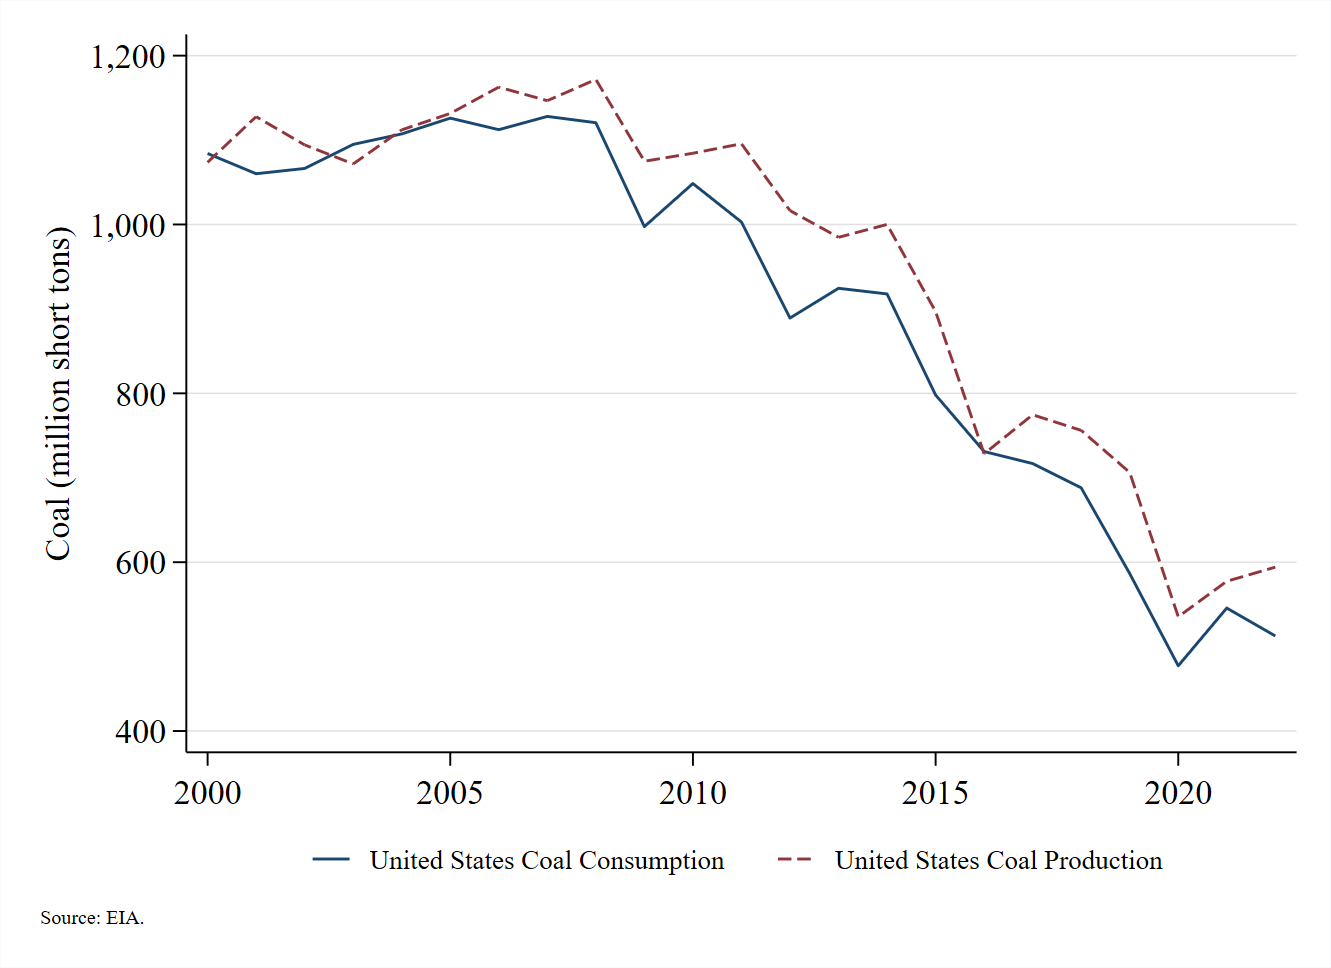 1,200
1,000
800
600
400
Coal (million short tons)
2000 2005 2010 2015 2020
United States Coal Consumption United States Coal Production
Source: EIA.